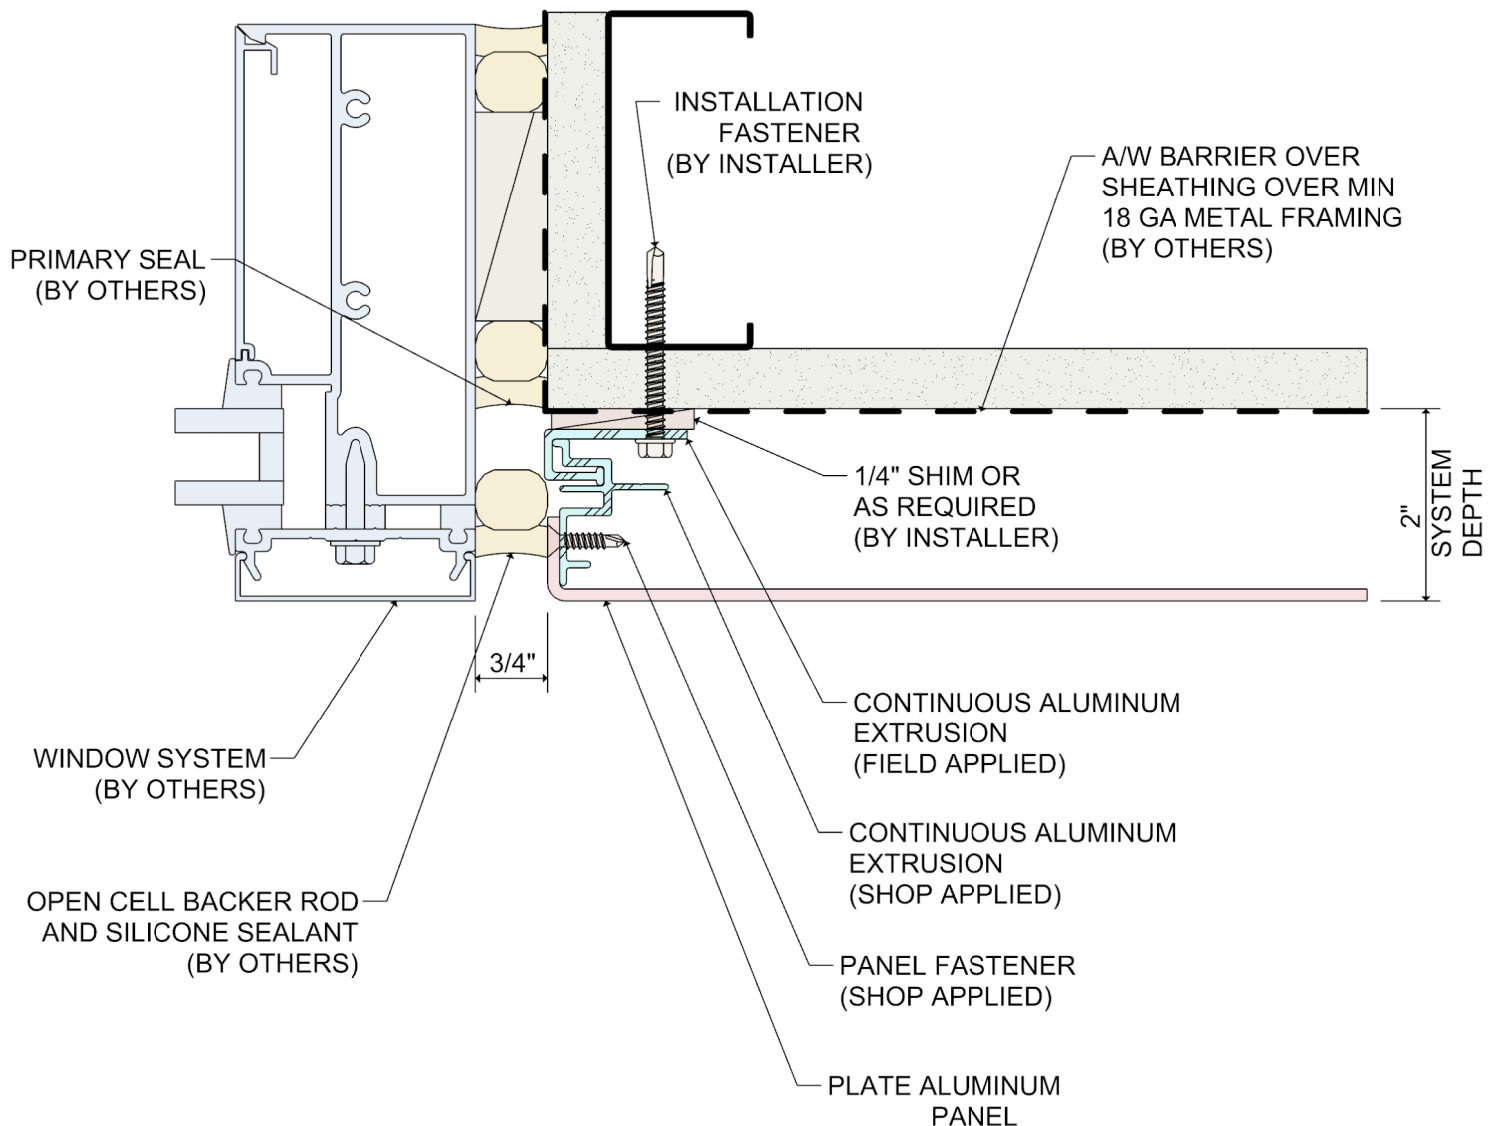 INSTALLATION
FASTENER
(BY INSTALLER)
A/W BARRIER OVER
SHEATHING OVER MIN
18 GA METAL FRAMING
(BY OTHERS)
PRIMARY SEAL
(BY OTHERS)
1/4" SHIM OR
AS REQUIRED
(BY INSTALLER)
2"
SYSTEM
DEPTH
3/4"
CONTINUOUS ALUMINUM
EXTRUSION
(FIELD APPLIED)
WINDOW SYSTEM
(BY OTHERS)
CONTINUOUS ALUMINUM
EXTRUSION
(SHOP APPLIED)
OPEN CELL BACKER ROD
AND SILICONE SEALANT
(BY OTHERS)
PANEL FASTENER
(SHOP APPLIED)
PLATE ALUMINUM
PANEL